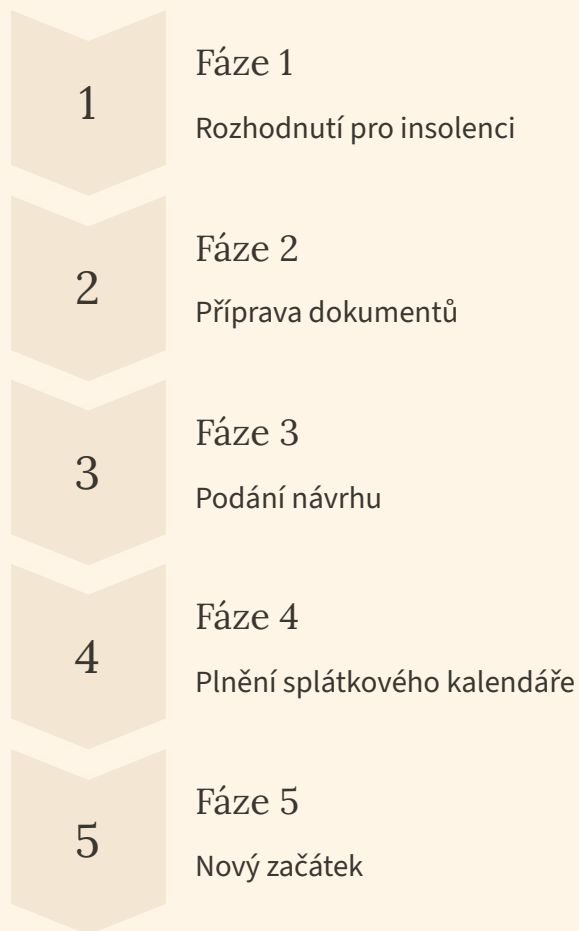 1
Fáze 1
Rozhodnutí pro insolenci
2
Fáze 2
Příprava dokumentů
3
Fáze 3
Podání návrhu
4
Fáze 4
Plnění splátkového kalendáře
5
Fáze 5
Nový začátek